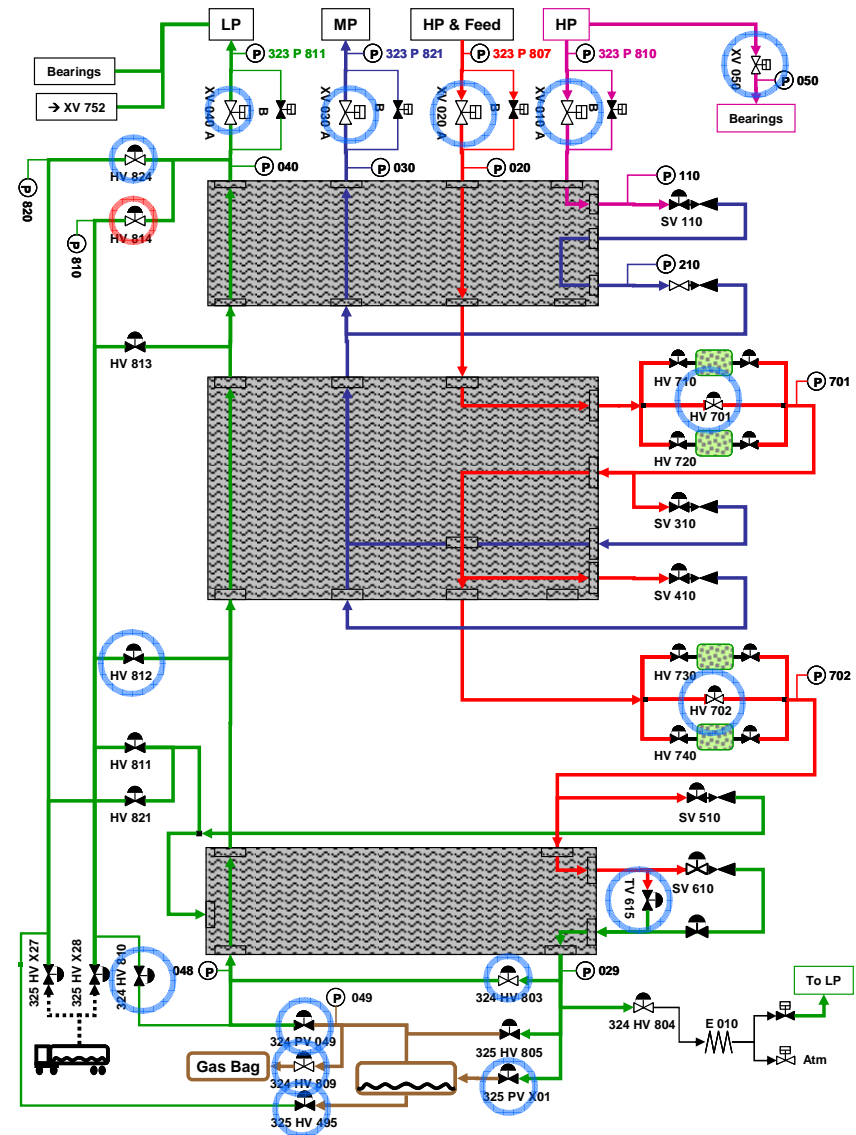 LP
MP
HP & Feed
HP
P 323 P 811
P 323 P 821
P 323 P 807
P 323 P 810
Bearings
→ XV 752
XV 040 A
B
XV 030 A
B
XV 020 A
B
B
XV 050
P 050
Bearings
HV 824
P 040
P 030
P 020
P 820
P 110
HV 814
P 810
SV 110
P 210
HV 813
HV 710
P 701
HV 701
HV 720
SV 310
SV 410
HV 730
P 702
HV 812
HV 702
HV 740
HV 811
HV 821
SV 510
SV 610
TV 615
325 HV X27
325 HV X28
324 HV 810
048 P
P 029
324 HV 803
P 049
To LP
324 HV 804
E 010
324 PV 049
325 HV 805
Atm
Gas Bag
324 HV 809
325 PV X01
325 HV 495